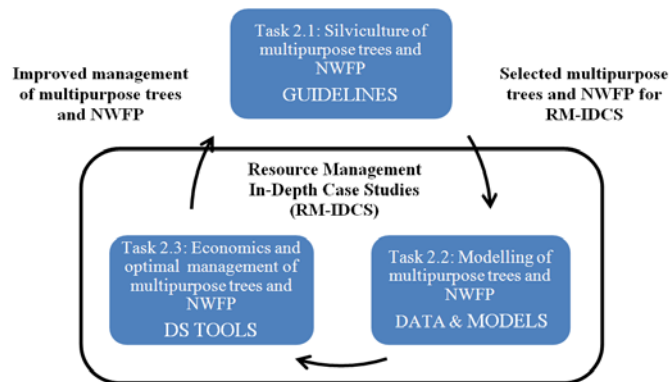 Task 2.1: Silviculture of
multipurpose trees and
NWFP
GUIDELINES
Improved management
of multipurpose trees
and NWFP
Selected multipurpose
trees and NWFP for
RM-IDCS
Resource Management
In-Depth Case Studies
(RM-IDCS)
Task 2.3: Economics and
optimal management of
multipurpose trees and
NWFP
DS TOOLS
Task 2.2: Modelling of
multipurpose trees and
NWFP
DATA & MODELS